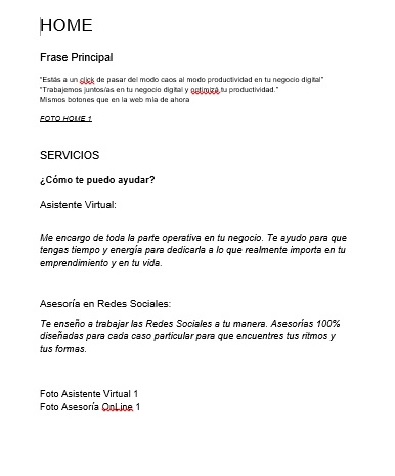 HOME
Frase Principal
"Estás a un click de pasar del modo caos al modo productividad en tu negocio digital"
"Trabajemos juntos/as en tu negocio digital y optimizá tu productividad."
Mismos botones que en la web mía de ahora
FOTO HOME 1
SERVICIOS
¿Cómo te puedo ayudar?
Asistente Virtual:
Me encargo de toda la parte operativa en tu negocio. Te ayudo para que
tengas tiempo y energía para dedicarla a lo que realmente importa en tu
emprendimiento y en tu vida.
Asesoría en Redes Sociales:
Te enseño a trabajar las Redes Sociales a tu manera. Asesorías 100%
diseñadas para cada caso particular para que encuentres tus ritmos y
tus formas.
Foto Asistente Virtual 1
Foto Asesoría OnLine 1